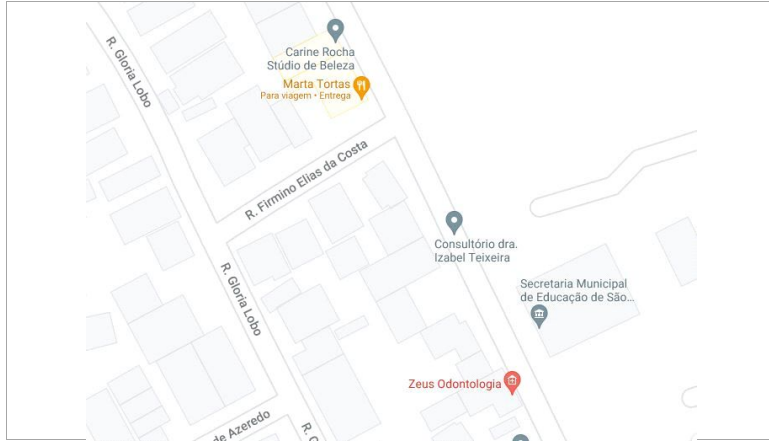 R. Gloria Lobo
Carine Rocha
Stúdio de Beleza
Marta Tortas
Para viagem • Entrega
R. Firmino Elias da Costa
Consultório dra.
Izabel Teixeira
R. Gloria Lobo
Secretaria Municipal
de Educação de São...
Zeus Odontologia
de Azeredo
R. G